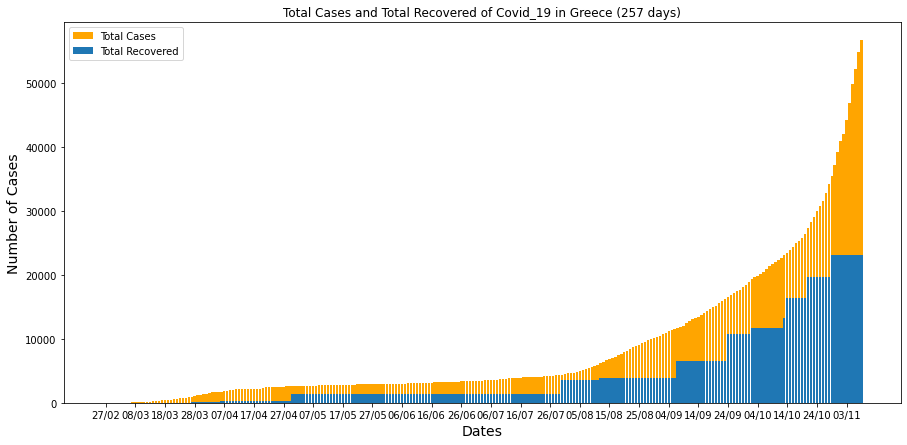 Total Cases and Total Recovered of Covid_19 in Greece (257 days)
Total Cases
Total Recovered
Number of Cases
50000
40000
30000
20000
10000
0
27/02 08/03 18/03 28/03 07/04 17/04 27/04 07/05 17/05 27/05 06/06 16/06 26/06 06/07 16/07 26/07 05/08 15/08 25/08 04/09 14/09 24/09 04/10 14/10 24/10 03/11
Dates